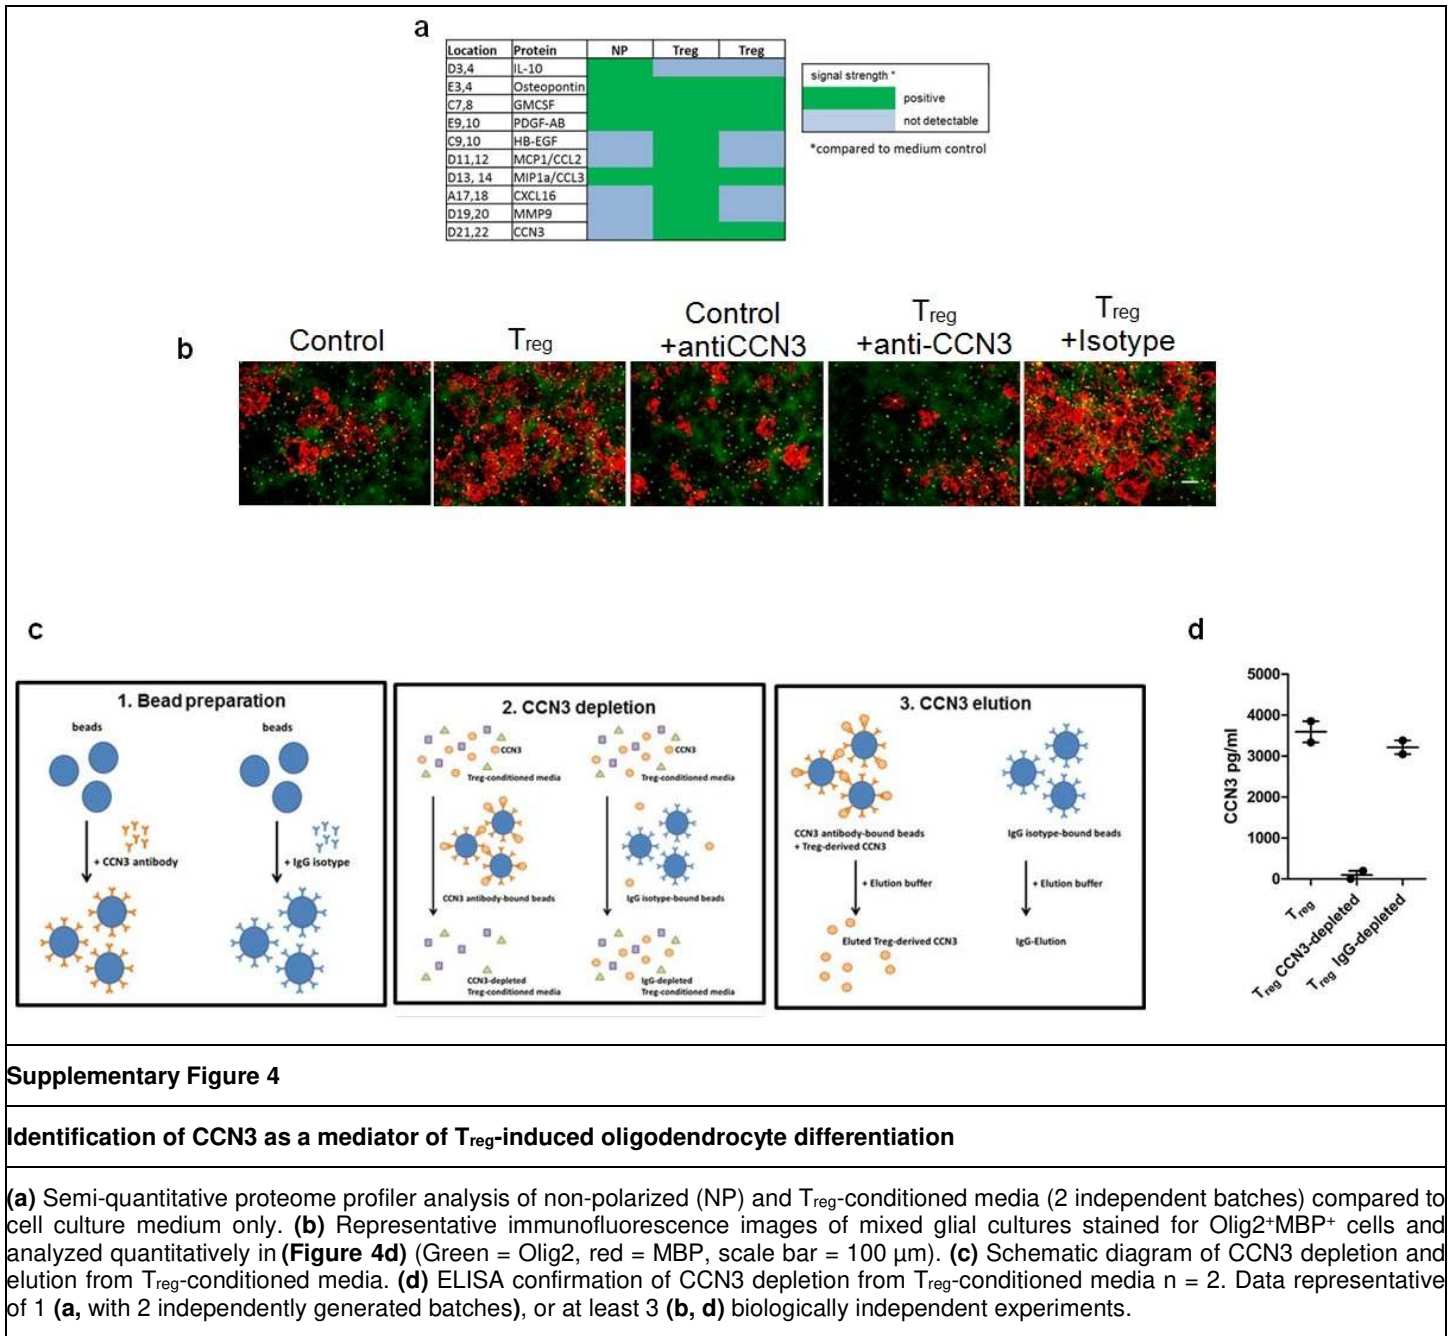 a
Location Protein NP Treg Treg
D3,4 IL-10
E3,4 Osteopontin
C7,8 GMCSF
E9,10 PDGF-AB
C9,10 HB-EGF
D11,12 MCP1/CCL2
D13, 14 MIP1a/CCL3
A17,18 CXCL16
D19,20 MMP9
D21,22 CCN3
signal strength *
positive
not detectable
*compared to medium control
b
Control
Treg
Control
+antiCCN3
Treg
+anti-CCN3
Treg
+Isotype
c
1. Bead preparation
beads
beads
+ CCN3 antibody
+ IgG isotype
2. CCN3 depletion
CCN3
CCN3
Treg-conditioned media
Treg-conditioned media
CCN3 antibody-bound beads
IgG isotype-bound beads
CCN3-depleted
Treg-conditioned media
IgG-depleted
Treg-conditioned media
3. CCN3 elution
CCN3 antibody-bound beads
+ Treg-derived CCN3
IgG isotype-bound beads
+ Elution buffer
+ Elution buffer
Eluted Treg-derived CCN3
IgG-Elution
d
CCN3 pg/ml
5000
4000
3000
2000
1000
0
Treg
Treg CCN3-depleted
Treg IgG-depleted
Supplementary Figure 4
Identification of CCN3 as a mediator of Treg-induced oligodendrocyte differentiation
(a) Semi-quantitative proteome profiler analysis of non-polarized (NP) and Treg-conditioned media (2 independent batches) compared to
cell culture medium only. (b) Representative immunofluorescence images of mixed glial cultures stained for Olig2+MBP+ cells and
analyzed quantitatively in (Figure 4d) (Green = Olig2, red = MBP, scale bar = 100 µm). (c) Schematic diagram of CCN3 depletion and
elution from Treg-conditioned media. (d) ELISA confirmation of CCN3 depletion from Treg-conditioned media n = 2. Data representative
of 1 (a, with 2 independently generated batches), or at least 3 (b, d) biologically independent experiments.